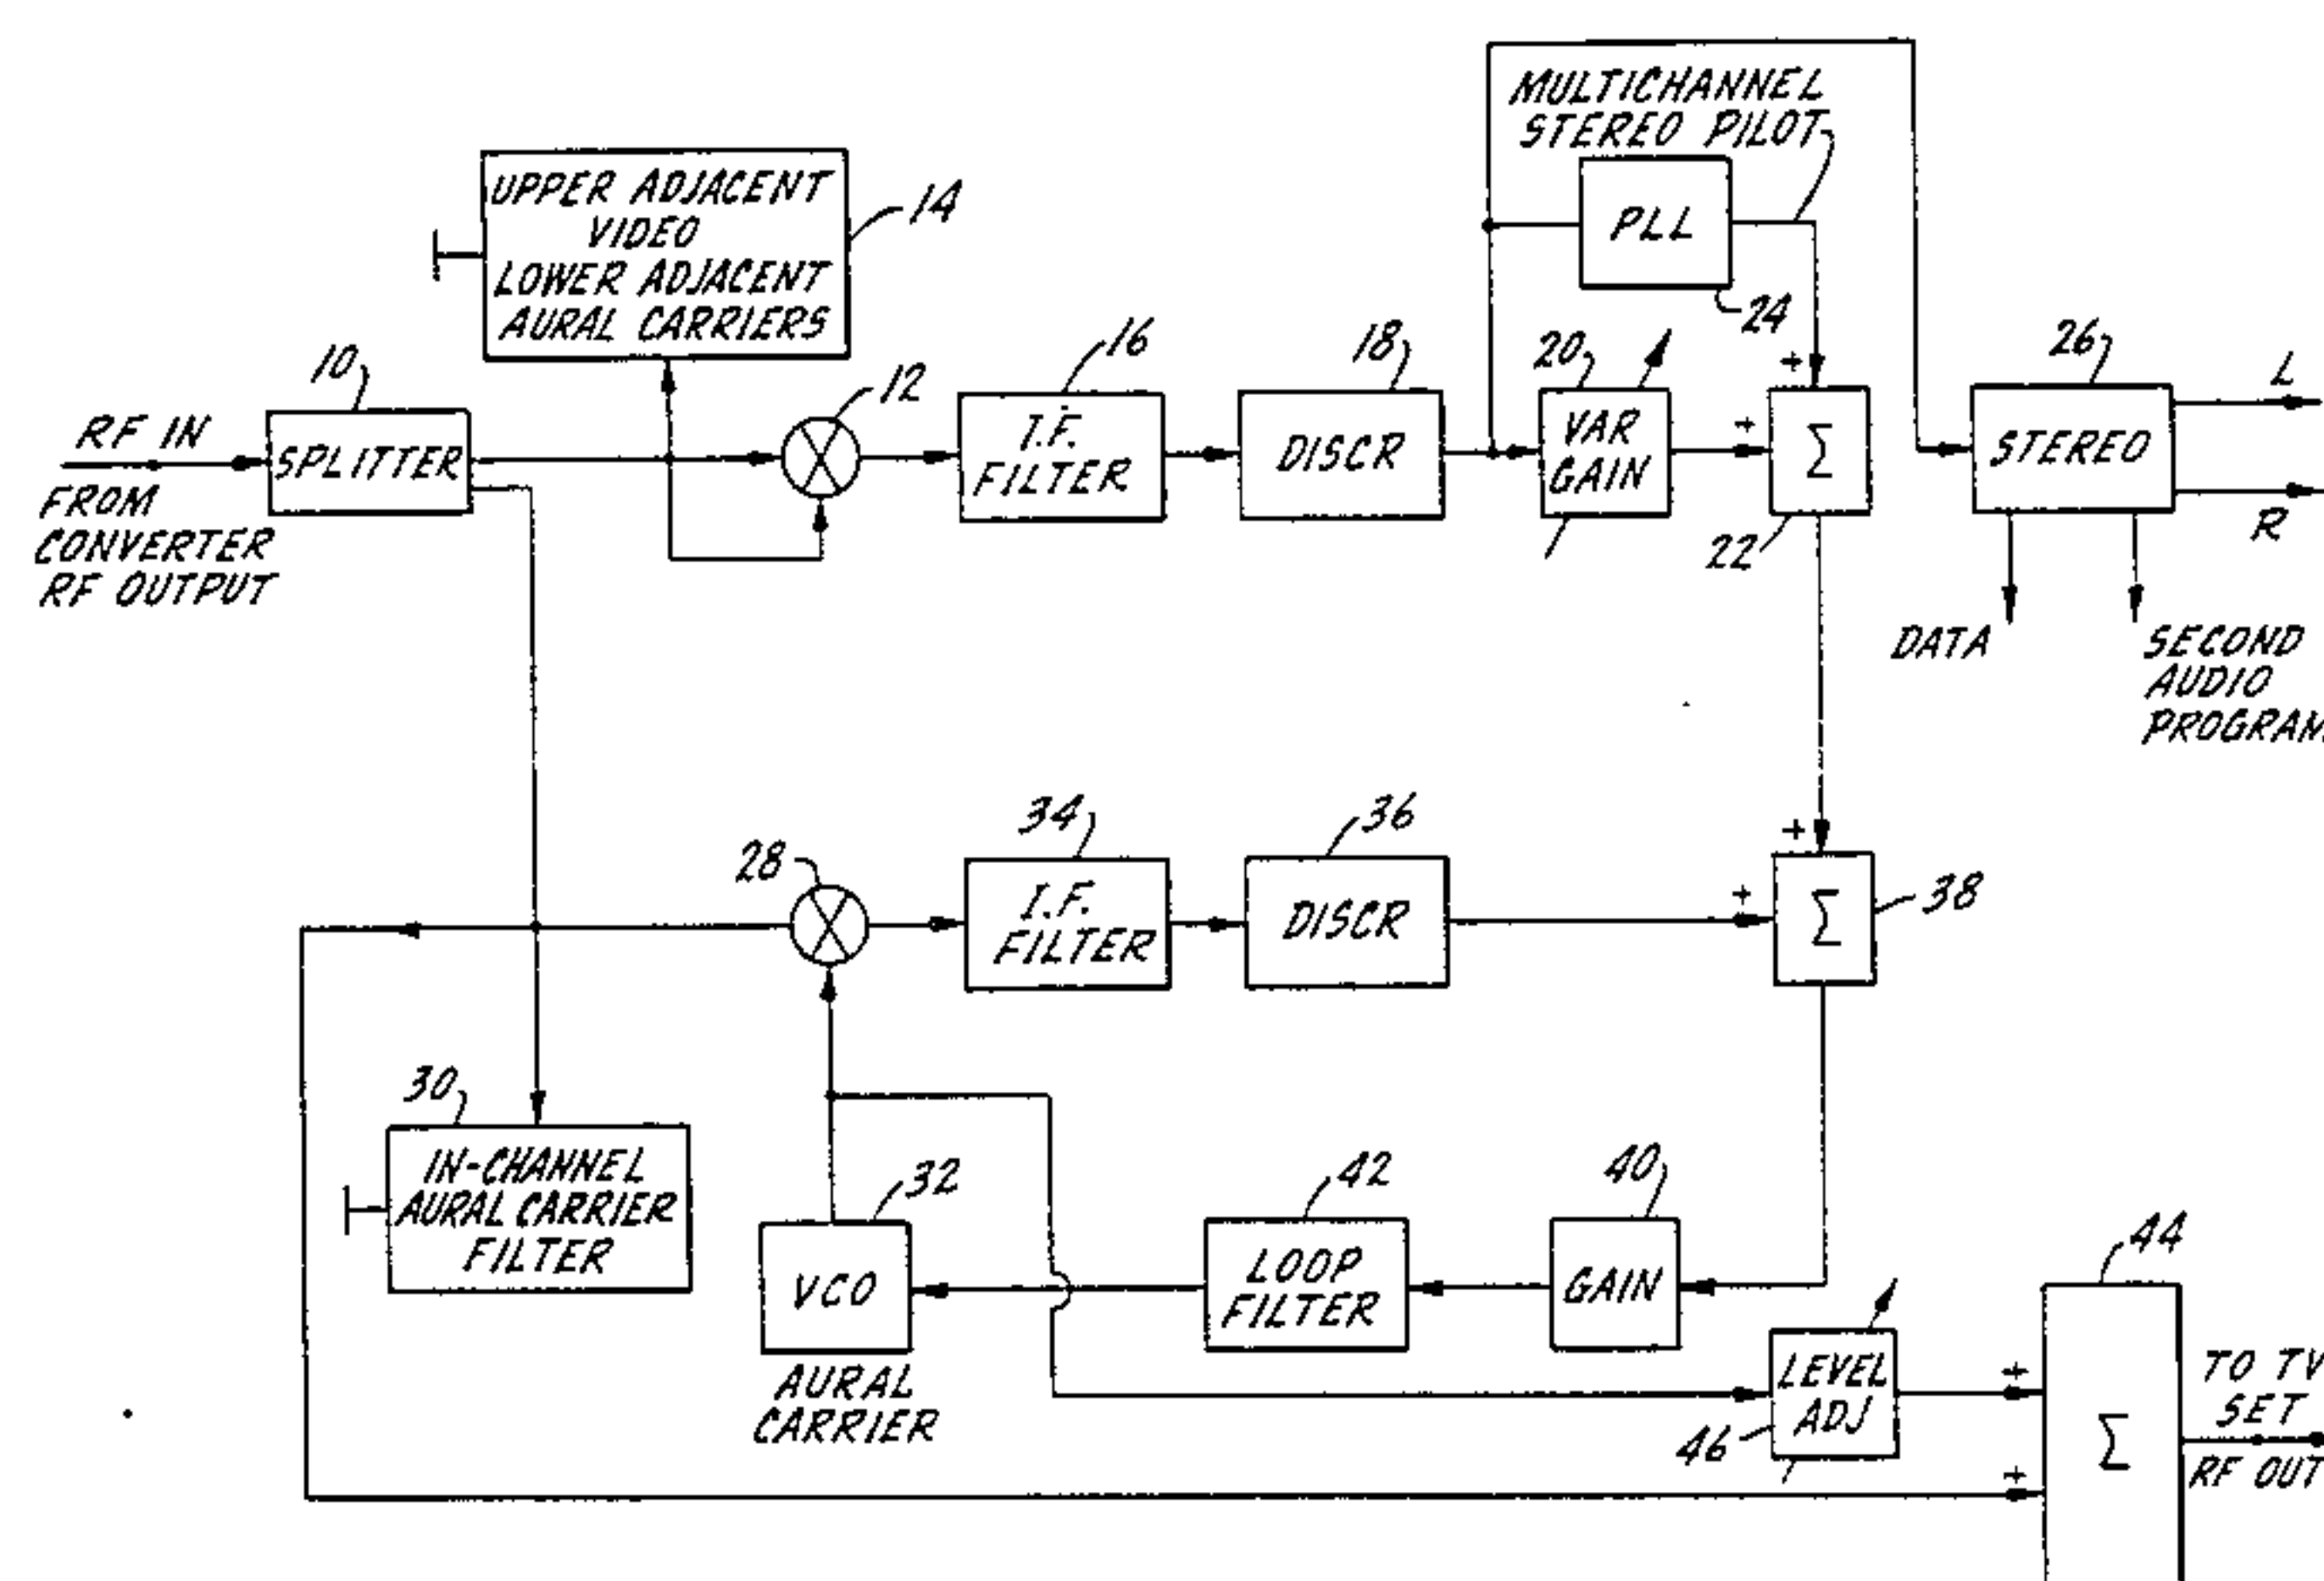 MULTICHANNEL
STEREO PILOT
UPPER ADJACENT
VIDEO
LOWER ADJACENT
AURAL CARRIERS
14
PLL
24
10
RF IN
FROM
CONVERTER
RF OUTPUT
SPLITTER
12
16
I.F.
FILTER
18
DISCR
20
VAR
GAIN
+
+
Σ
22
26
STEREO
L
R
DATA
SECOND
AUDIO
PROGRAM
28
34
I.F.
FILTER
36
DISCR
+
+
Σ
38
30
IN-CHANNEL
AURAL CARRIER
FILTER
32
VCO
AURAL
CARRIER
42
LOOP
FILTER
40
GAIN
LEVEL
ADJ
46
44
+
+
Σ
TO TV
SET
RF OUT